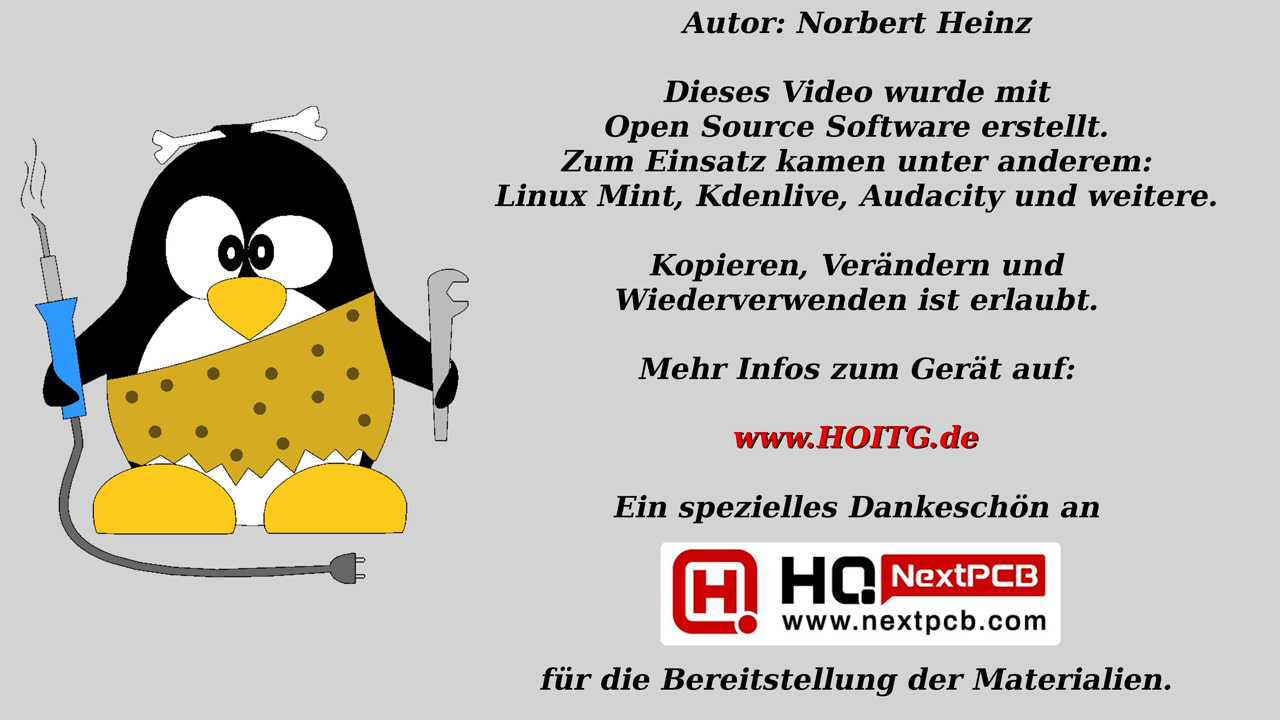 Autor: Norbert Heinz
Dieses Video wurde mit
Open Source Software erstellt.
Zum Einsatz kamen unter anderem:
Linux Mint, Kdenlive, Audacity und weitere.
Kopieren, Verändern und
Wiederverwenden ist erlaubt.
Mehr Infos zum Gerät auf:
www.HOITG.de
Ein spezielles Dankeschön an
H HQ NextPCB
www.nextpcb.com
für die Bereitstellung der Materialien.